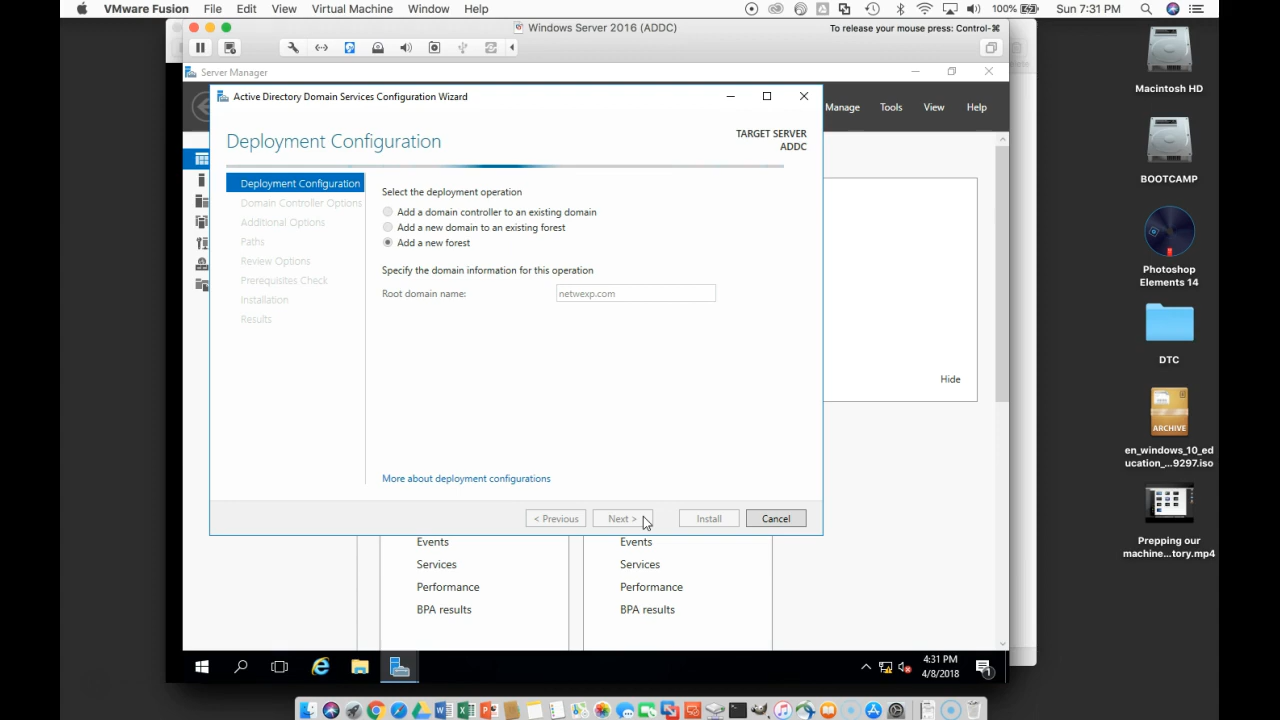 VMware Fusion File Edit View Virtual Machine Window Help 100% Sun 7:31 PM
Windows Server 2016 (ADDC) To release your mouse press: Control-⌘
Server Manager
Manage Tools View Help
Active Directory Domain Services Configuration Wizard
Deployment Configuration
TARGET SERVER
ADDC
Deployment Configuration
Domain Controller Options
Additional Options
Paths
Review Options
Prerequisites Check
Installation
Results
Select the deployment operation
Add a domain controller to an existing domain
Add a new domain to an existing forest
Add a new forest
Specify the domain information for this operation
Root domain name: netwexp.com
More about deployment configurations
< Previous Next > Install Cancel
Hide
Events Events
Services Services
Performance Performance
BPA results BPA results
4:31 PM
4/8/2018
1
Macintosh HD
BOOTCAMP
Photoshop
Elements 14
DTC
ARCHIVE
en_windows_10_ed
ucation_...9297.iso
Prepping our
machine...tory.mp4